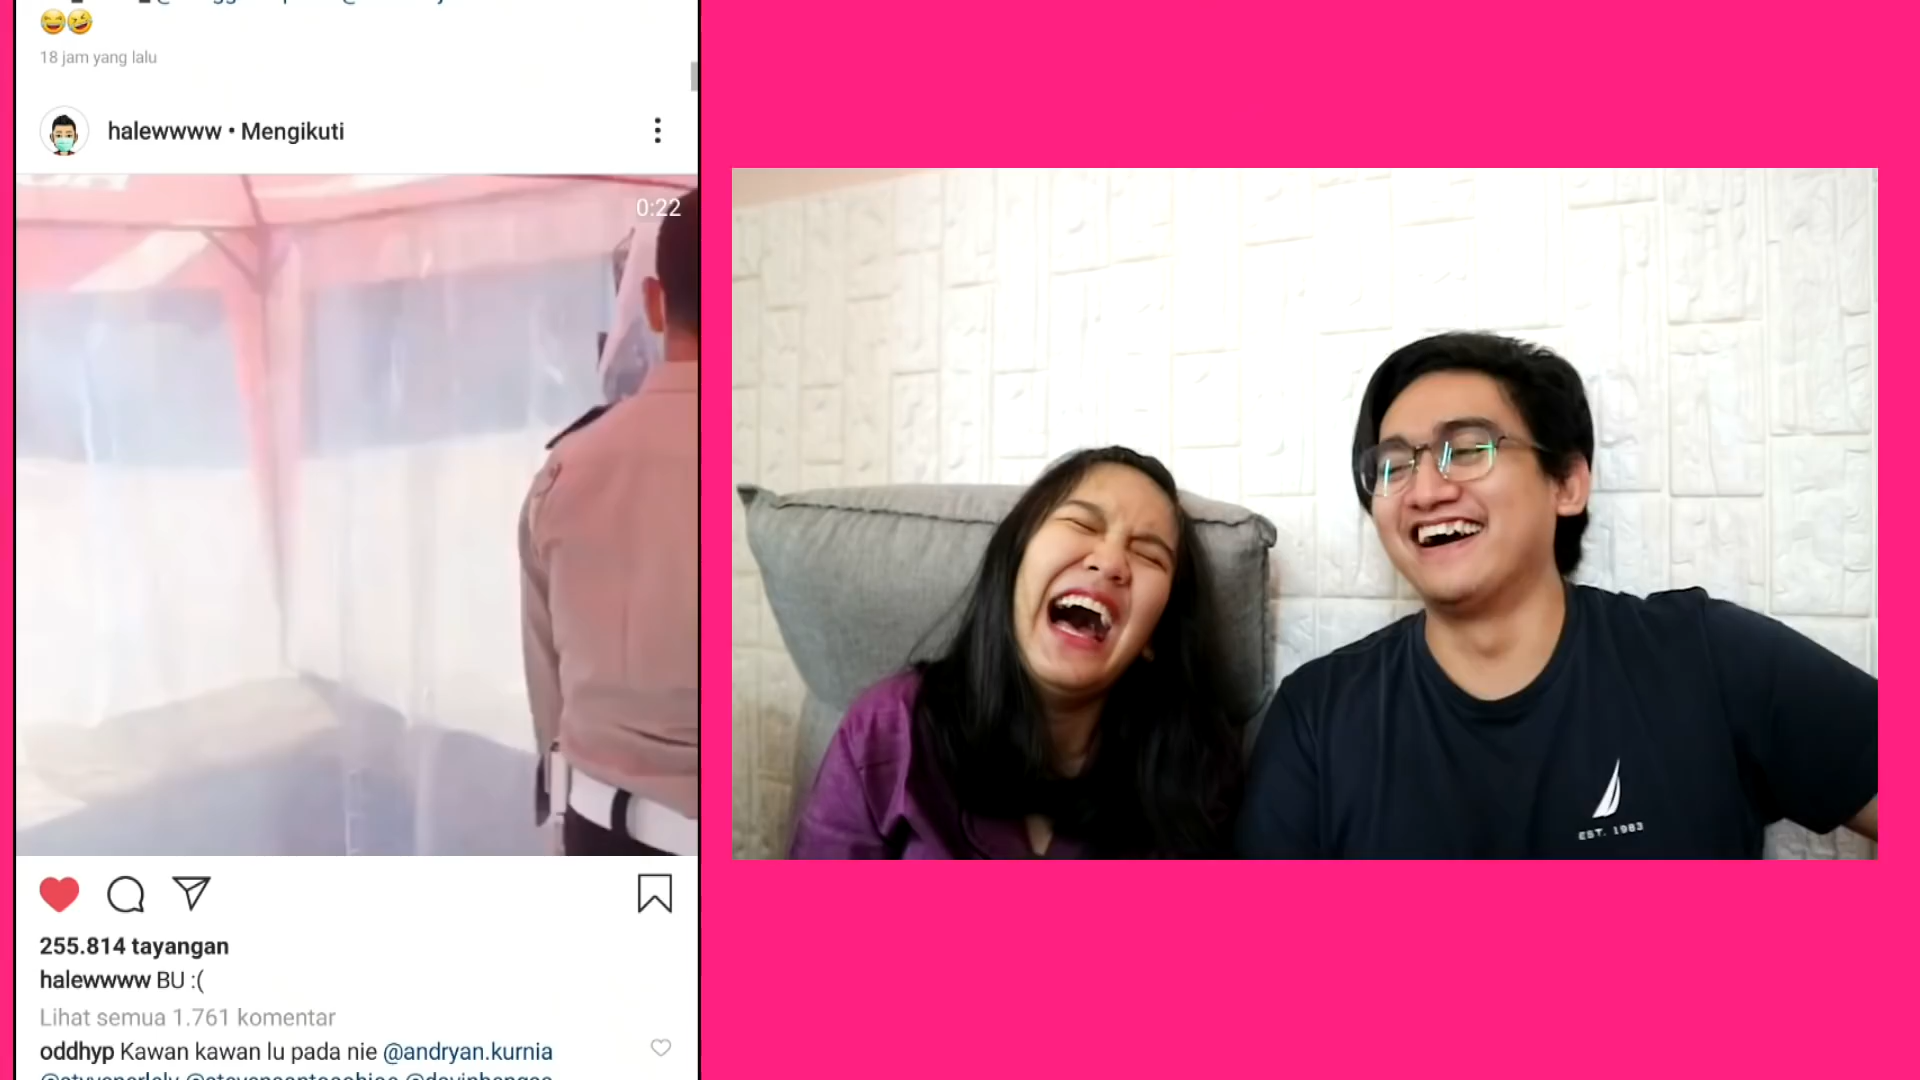 18 jam yang lalu
halewwww • Mengikuti
0:22
255.814 tayangan
halewwww BU :(
Lihat semua 1.761 komentar
oddhyp Kawan kawan lu pada nie @andryan.kurnia
EST. 1983